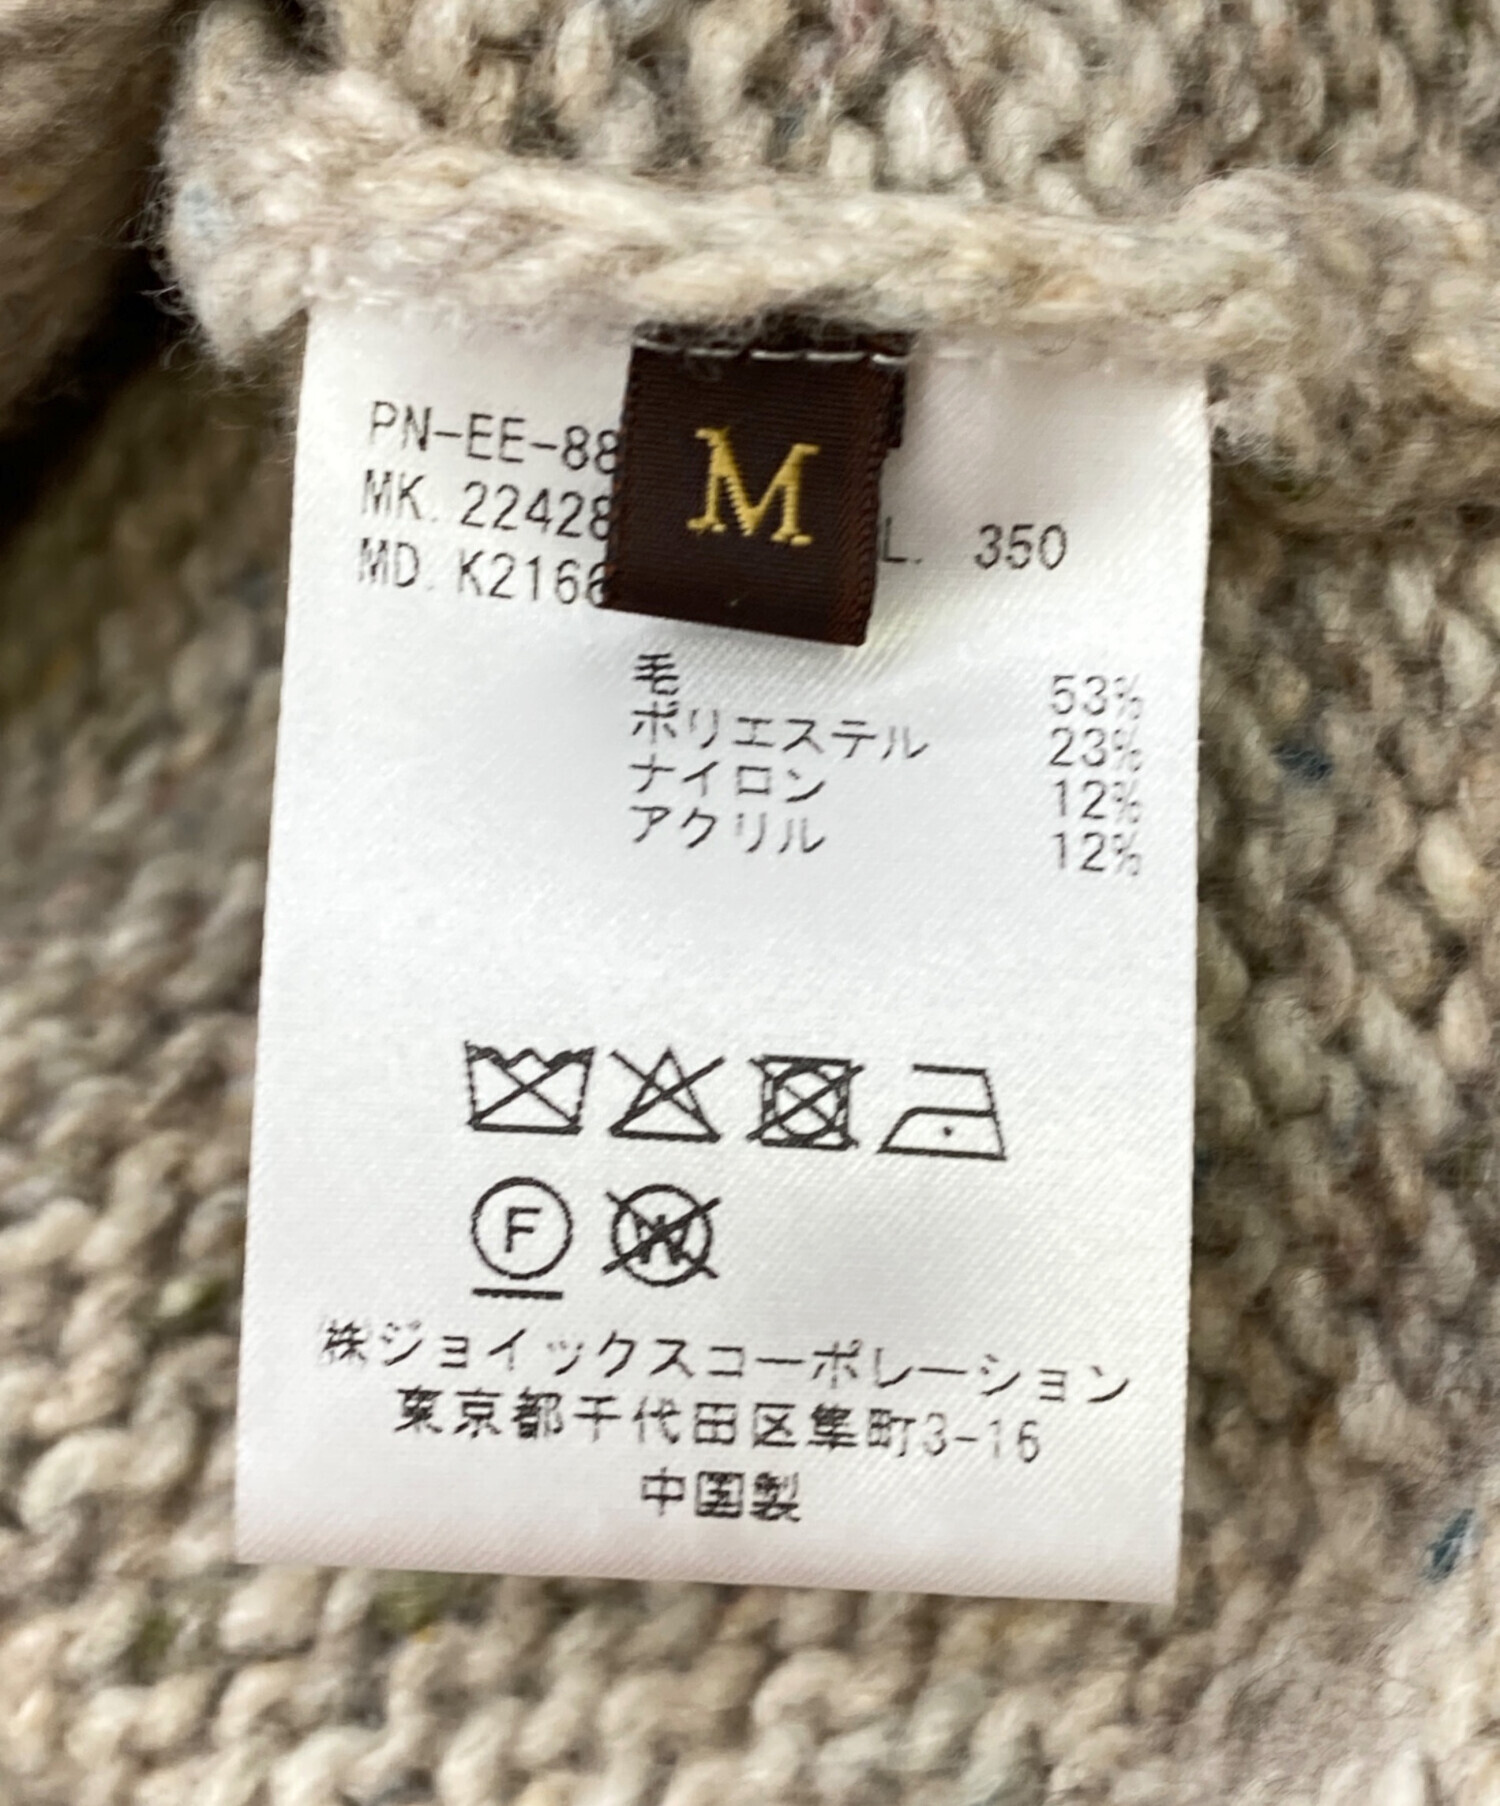 PN-EE-88
MK. 22428
M
MD. K2166
L. 350
毛 53%
ポリエステル 23%
ナイロン 12%
アクリル 12%
F
W
㈱ジョイックスコーポレーション
東京都千代田区隼町3-16
中国製